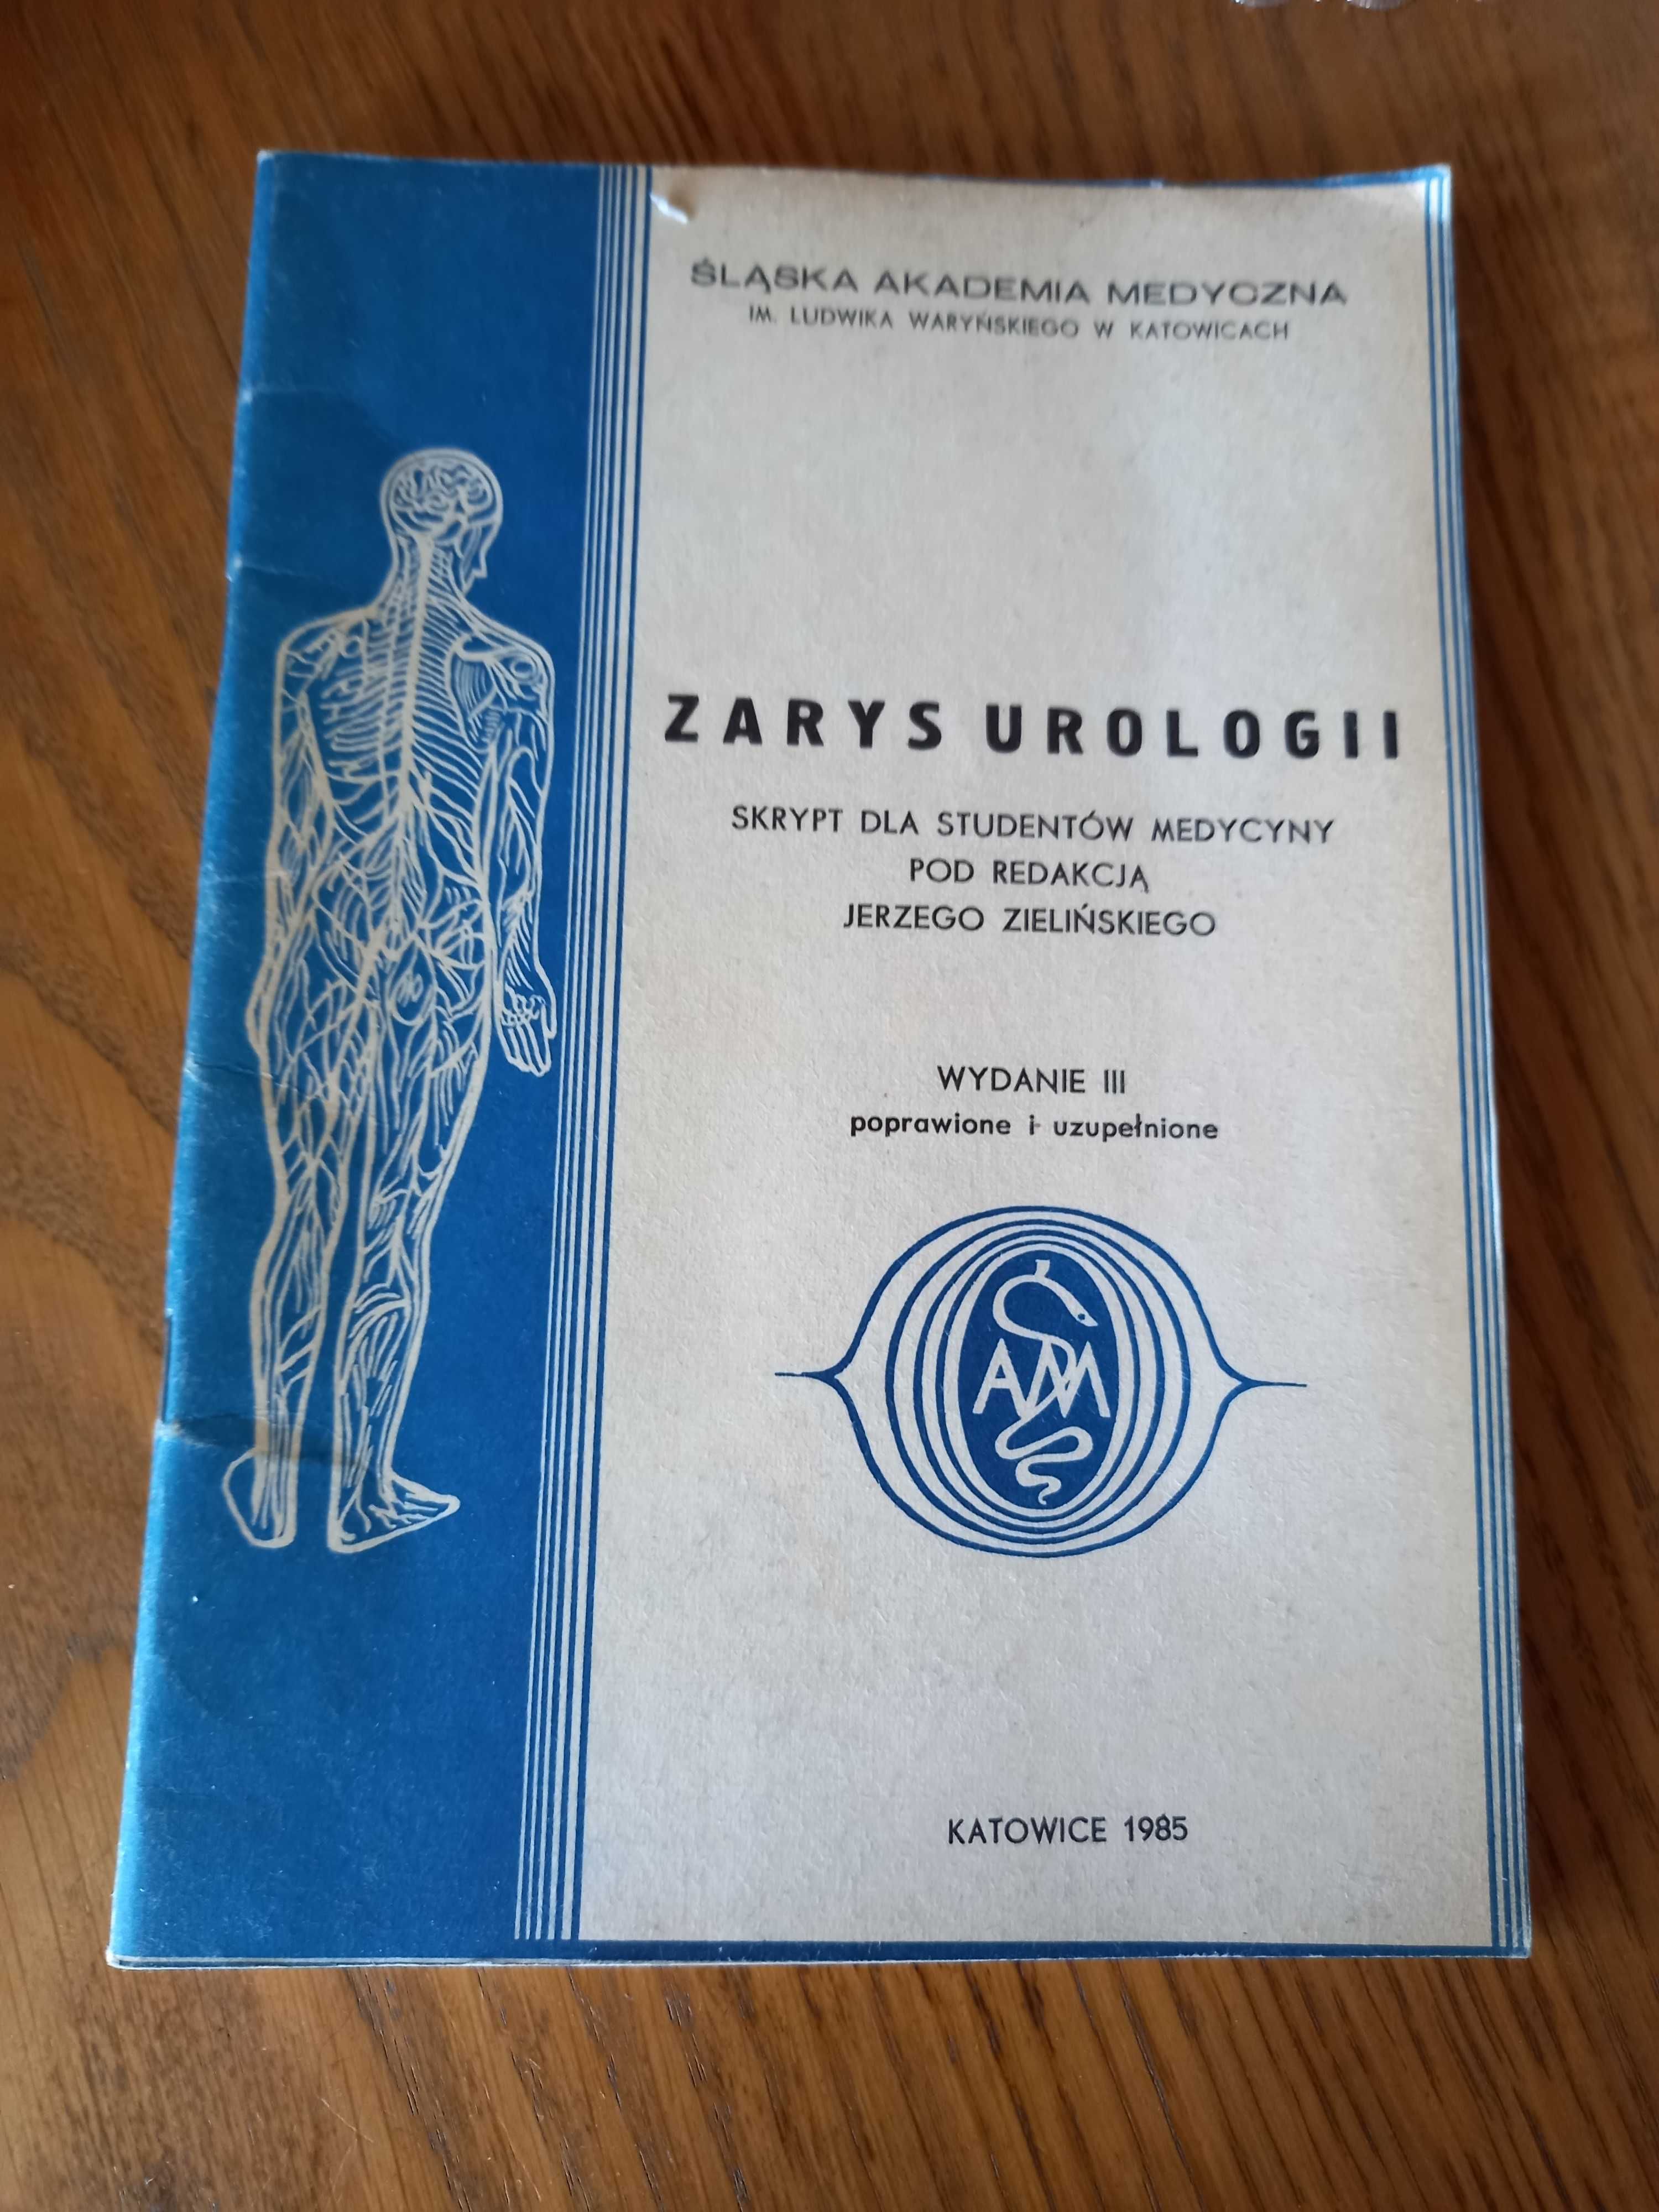 ŚLĄSKA AKADEMIA MEDYCZNA
IM. LUDWIKA WARYŃSKIEGO W KATOWICACH
ZARYS UROLOGII
SKRYPT DLA STUDENTÓW MEDYCYNY
POD REDAKCJĄ
JERZEGO ZIELIŃSKIEGO
WYDANIE III
poprawione i uzupełnione
ŚAM
KATOWICE 1985